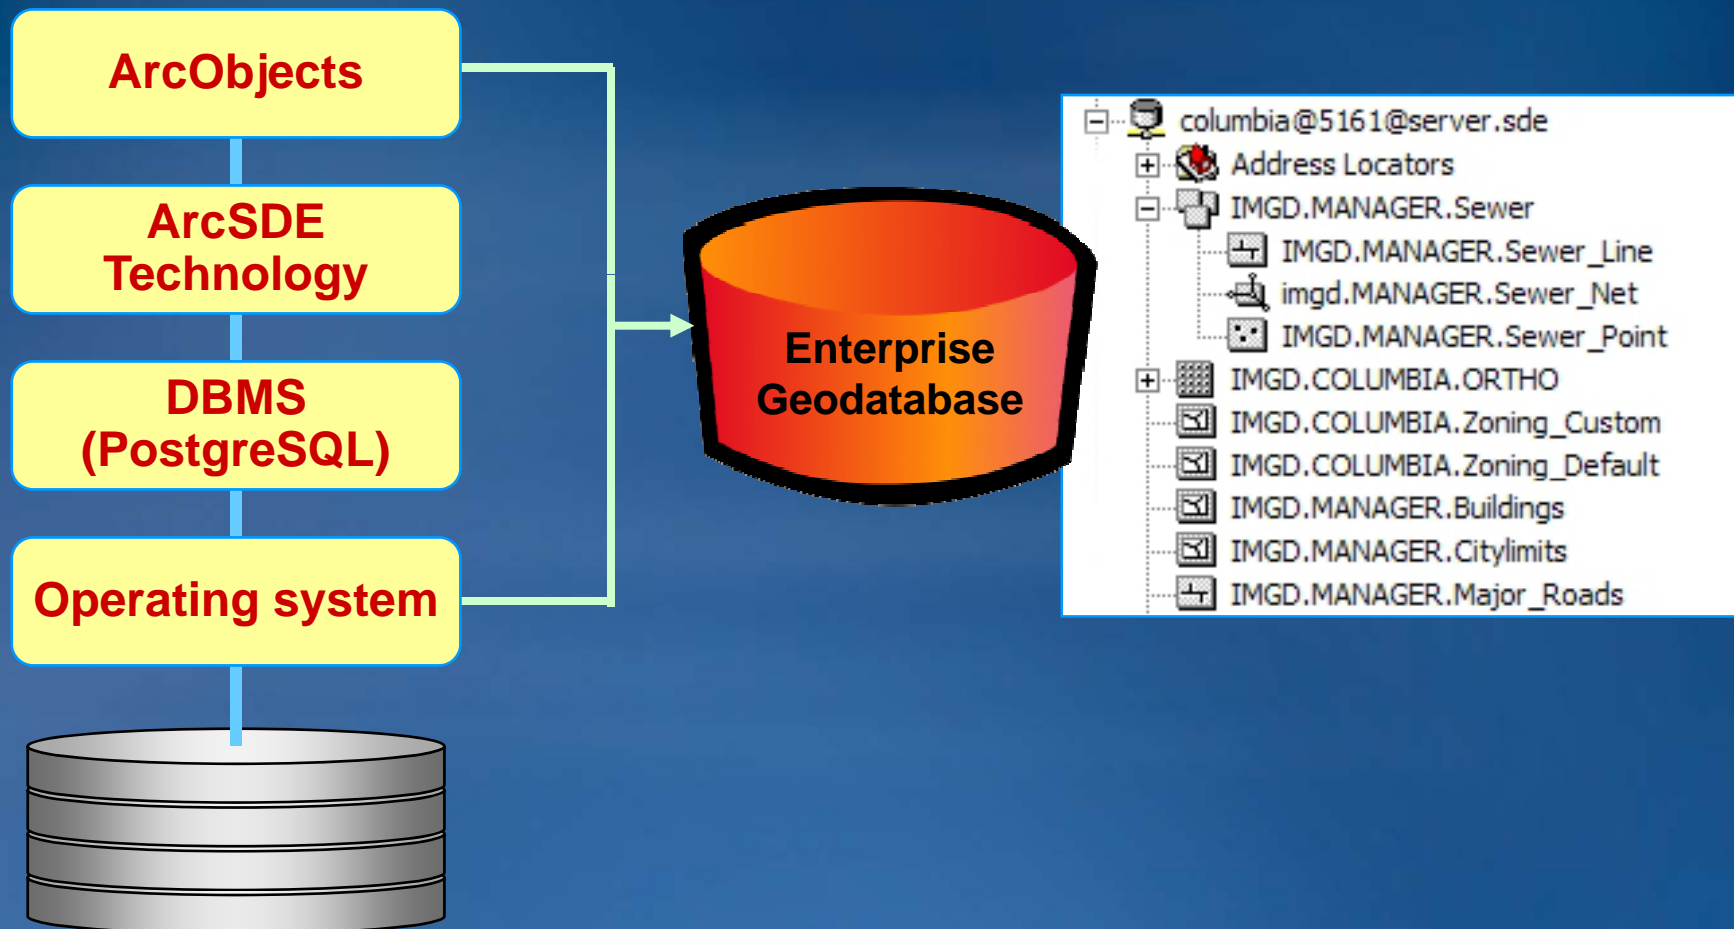 ArcObjects
ArcSDE
Technology
DBMS
(PostgreSQL)
Operating system
Enterprise
Geodatabase
columbia@5161@server.sde
Address Locators
IMGD.MANAGER.Sewer
IMGD.MANAGER.Sewer_Line
imgd.MANAGER.Sewer_Net
IMGD.MANAGER.Sewer_Point
IMGD.COLUMBIA.ORTHO
IMGD.COLUMBIA.Zoning_Custom
IMGD.COLUMBIA.Zoning_Default
IMGD.MANAGER.Buildings
IMGD.MANAGER.Citylimits
IMGD.MANAGER.Major_Roads